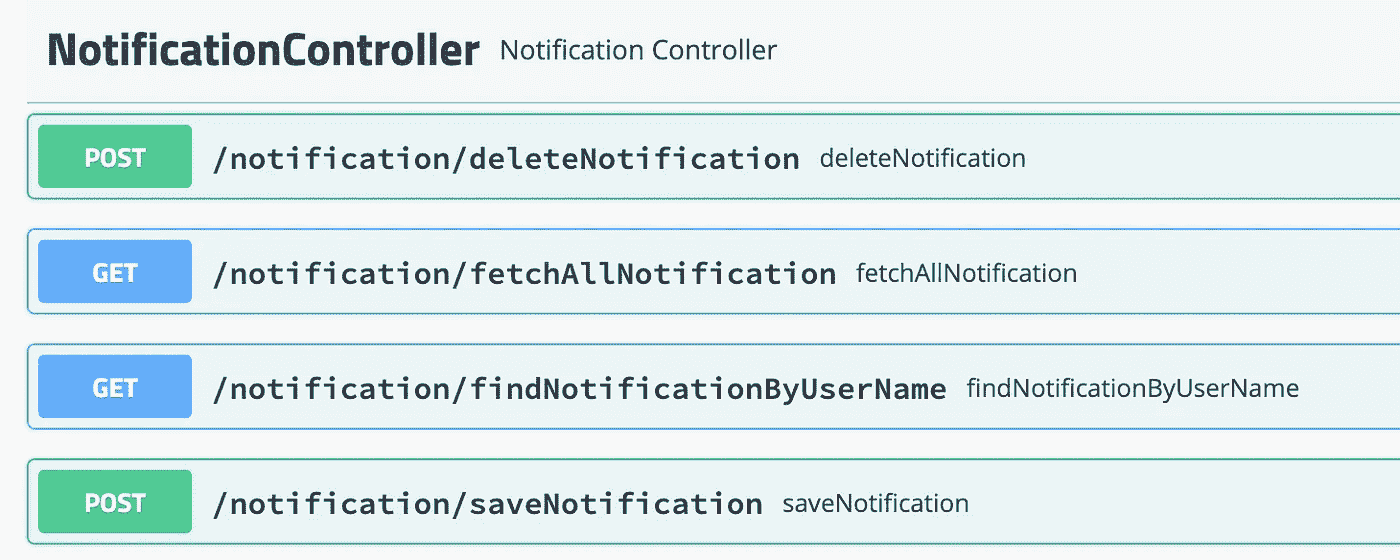 NotificationController Notification Controller
POST /notification/deleteNotification deleteNotification
GET /notification/fetchAllNotification fetchAllNotification
GET /notification/findNotificationByUserName findNotificationByUserName
POST /notification/saveNotification saveNotification